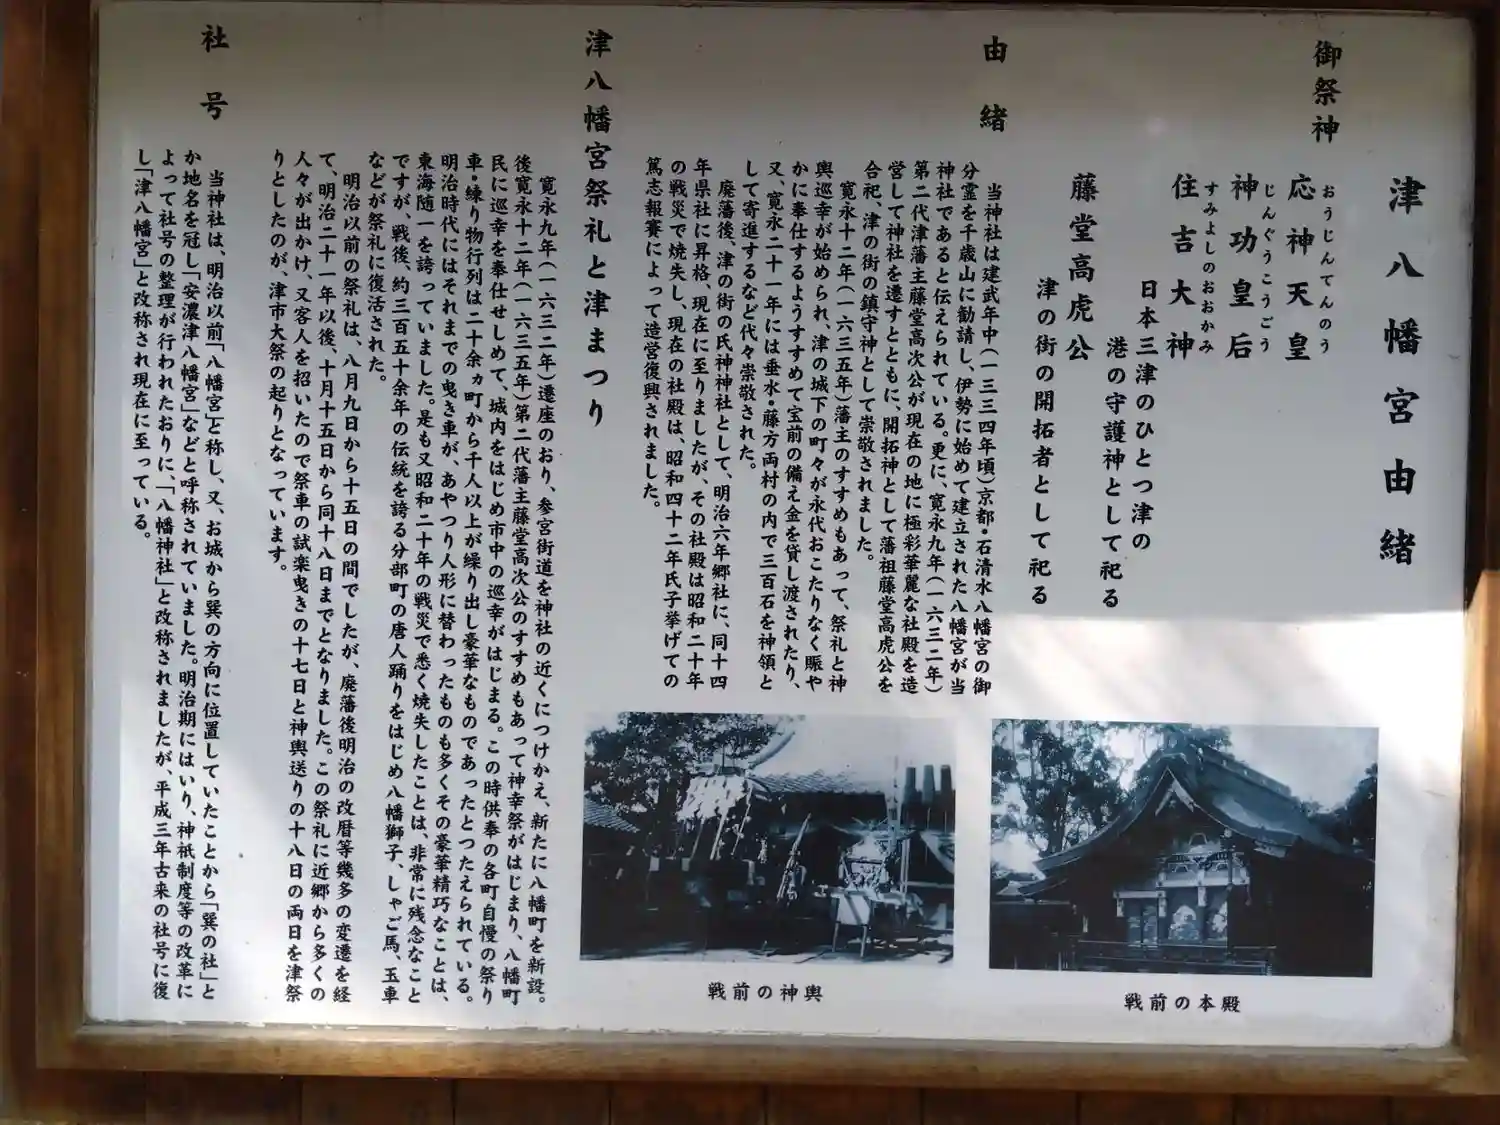 津八幡宮由緒
御祭神
応神天皇
おうじんてんのう
神功皇后
じんぐうこうごう
住吉大神
すみよしのおおかみ
日本三津のひとつ津の
港の守護神として祀る
藤堂高虎公
津の街の開拓者として祀る
由緒
当神社は建武年中(一三三四年頃)京都・石清水八幡宮の御
分霊を千歳山に勧請し、伊勢に始めて建立された八幡宮が当
神社であると伝えられている。更に、寛永九年(一六三二年)
第二代津藩主藤堂高次公が現在の地に極彩華麗な社殿を造
営して神社を遷すとともに、開拓神として藩祖藤堂高虎公を
合祀、津の街の鎮守神として崇敬されました。
寛永十二年(一六三五年)藩主のすすめもあって、祭礼と神
輿巡幸が始められ、津の城下の町々が永代おこたりなく賑や
かに奉仕するようすすめて宝前の備え金を貸し渡されたり、
又、寛永二十一年には垂水・藤方両村の内で三百石を神領と
して寄進するなど代々崇敬された。
廃藩後、津の街の氏神神社として、明治六年郷社に、同十四
年県社に昇格、現在に至りましたが、その社殿は昭和二十年
の戦災で焼失し、現在の社殿は、昭和四十二年氏子挙げての
篤志報賽によって造営復興されました。
津八幡宮祭礼と津まつり
寛永九年(一六三二年)遷座のおり、参宮街道を神社の近くにつけかえ、新たに八幡町を新設。
後寛永十二年(一六三五年)第二代藩主藤堂高次公のすすめもあって神幸祭がはじまり、八幡町
民に巡幸を奉仕せしめて、城内をはじめ市中の巡幸がはじまる。この時供奉の各町自慢の祭り
車・練り物行列は二十余ヵ町から千人以上が繰り出し豪華なものであったとつたえられている。
明治時代にはそれまでの曳き車が、あやつり人形に替わったものも多くその豪華精巧なことは、
東海随一を誇っていました。是も又昭和二十年の戦災で悉く焼失したことは、非常に残念なこと
ですが、戦後、約三百五十余年の伝統を誇る分部町の唐人踊りをはじめ八幡獅子、しゃご馬、玉車
などが祭礼に復活された。
明治以前の祭礼は、八月九日から十五日の間でしたが、廃藩後明治の改暦等幾多の変遷を経
て、明治二十一年以後、十月十五日から同十八日までとなりました。この祭礼に近郷から多くの
人々が出かけ、又客人を招いたので祭車の試楽曳きの十七日と神輿送りの十八日の両日を津祭
りとしたのが、津市大祭の起りとなっています。
社号
当神社は、明治以前「八幡宮」と称し、又、お城から巽の方向に位置していたことから「巽の社」と
か地名を冠し「安濃津八幡宮」などと呼称されていました。明治期にはいり、神祇制度等の改革に
よって社号の整理が行われたおりに、「八幡神社」と改称されましたが、平成三年古来の社号に復
し「津八幡宮」と改称され現在に至っている。
戦前の神輿
戦前の本殿